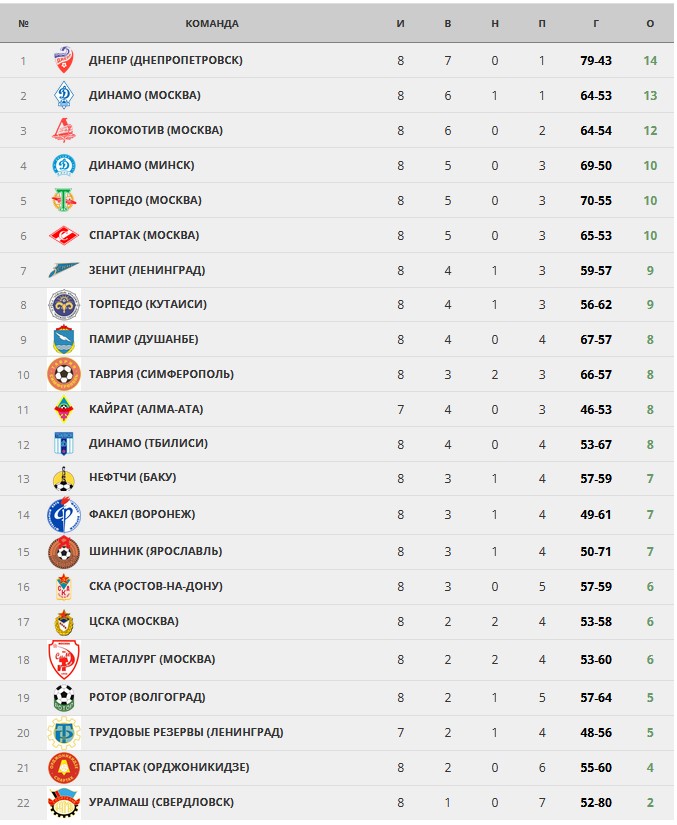 № КОМАНДА И В Н П Г О
1 ДНЕПР (ДНЕПРОПЕТРОВСК) 8 7 0 1 79-43 14
2 ДИНАМО (МОСКВА) 8 6 1 1 64-53 13
3 ЛОКОМОТИВ (МОСКВА) 8 6 0 2 64-54 12
4 ДИНАМО (МИНСК) 8 5 0 3 69-50 10
5 ТОРПЕДО (МОСКВА) 8 5 0 3 70-55 10
6 СПАРТАК (МОСКВА) 8 5 0 3 65-53 10
7 ЗЕНИТ (ЛЕНИНГРАД) 8 4 1 3 59-57 9
8 ТОРПЕДО (КУТАИСИ) 8 4 1 3 56-62 9
9 ПАМИР (ДУШАНБЕ) 8 4 0 4 67-57 8
10 ТАВРИЯ (СИМФЕРОПОЛЬ) 8 3 2 3 66-57 8
11 КАЙРАТ (АЛМА-АТА) 7 4 0 3 46-53 8
12 ДИНАМО (ТБИЛИСИ) 8 4 0 4 53-67 8
13 НЕФТЧИ (БАКУ) 8 3 1 4 57-59 7
14 ФАКЕЛ (ВОРОНЕЖ) 8 3 1 4 49-61 7
15 ШИННИК (ЯРОСЛАВЛЬ) 8 3 1 4 50-71 7
16 СКА (РОСТОВ-НА-ДОНУ) 8 3 0 5 57-59 6
17 ЦСКА (МОСКВА) 8 2 2 4 53-58 6
18 МЕТАЛЛУРГ (МОСКВА) 8 2 2 4 53-60 6
19 РОТОР (ВОЛГОГРАД) 8 2 1 5 57-64 5
20 ТРУДОВЫЕ РЕЗЕРВЫ (ЛЕНИНГРАД) 7 2 1 4 48-56 5
21 СПАРТАК (ОРДЖОНИКИДЗЕ) 8 2 0 6 55-60 4
22 УРАЛМАШ (СВЕРДЛОВСК) 8 1 0 7 52-80 2